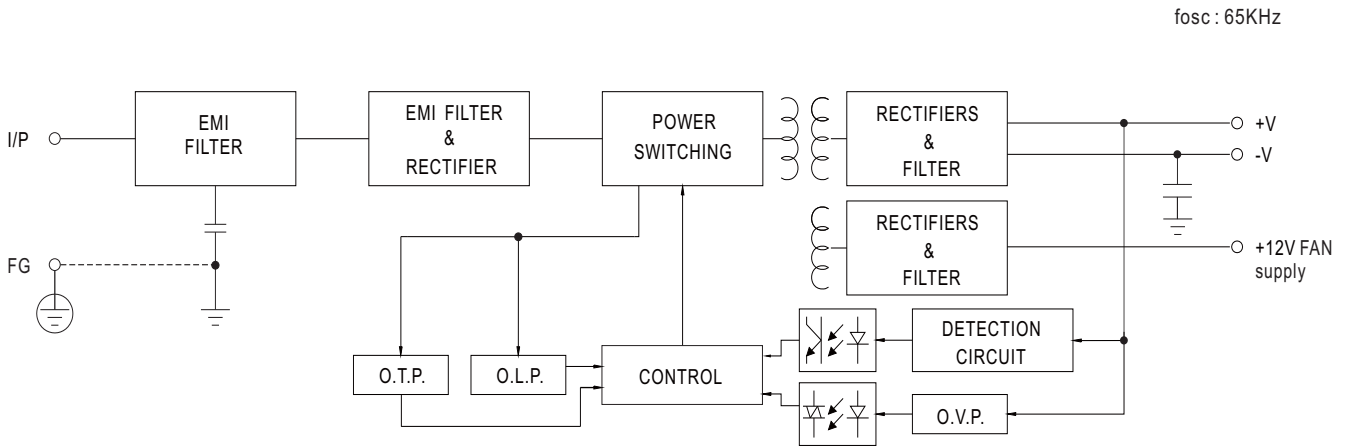 fosc : 65KHz
I/P
EMI
FILTER
EMI FILTER
&
RECTIFIER
POWER
SWITCHING
RECTIFIERS
&
FILTER
+V
-V
RECTIFIERS
&
FILTER
+12V FAN
supply
FG
O.T.P.
O.L.P.
CONTROL
DETECTION
CIRCUIT
O.V.P.